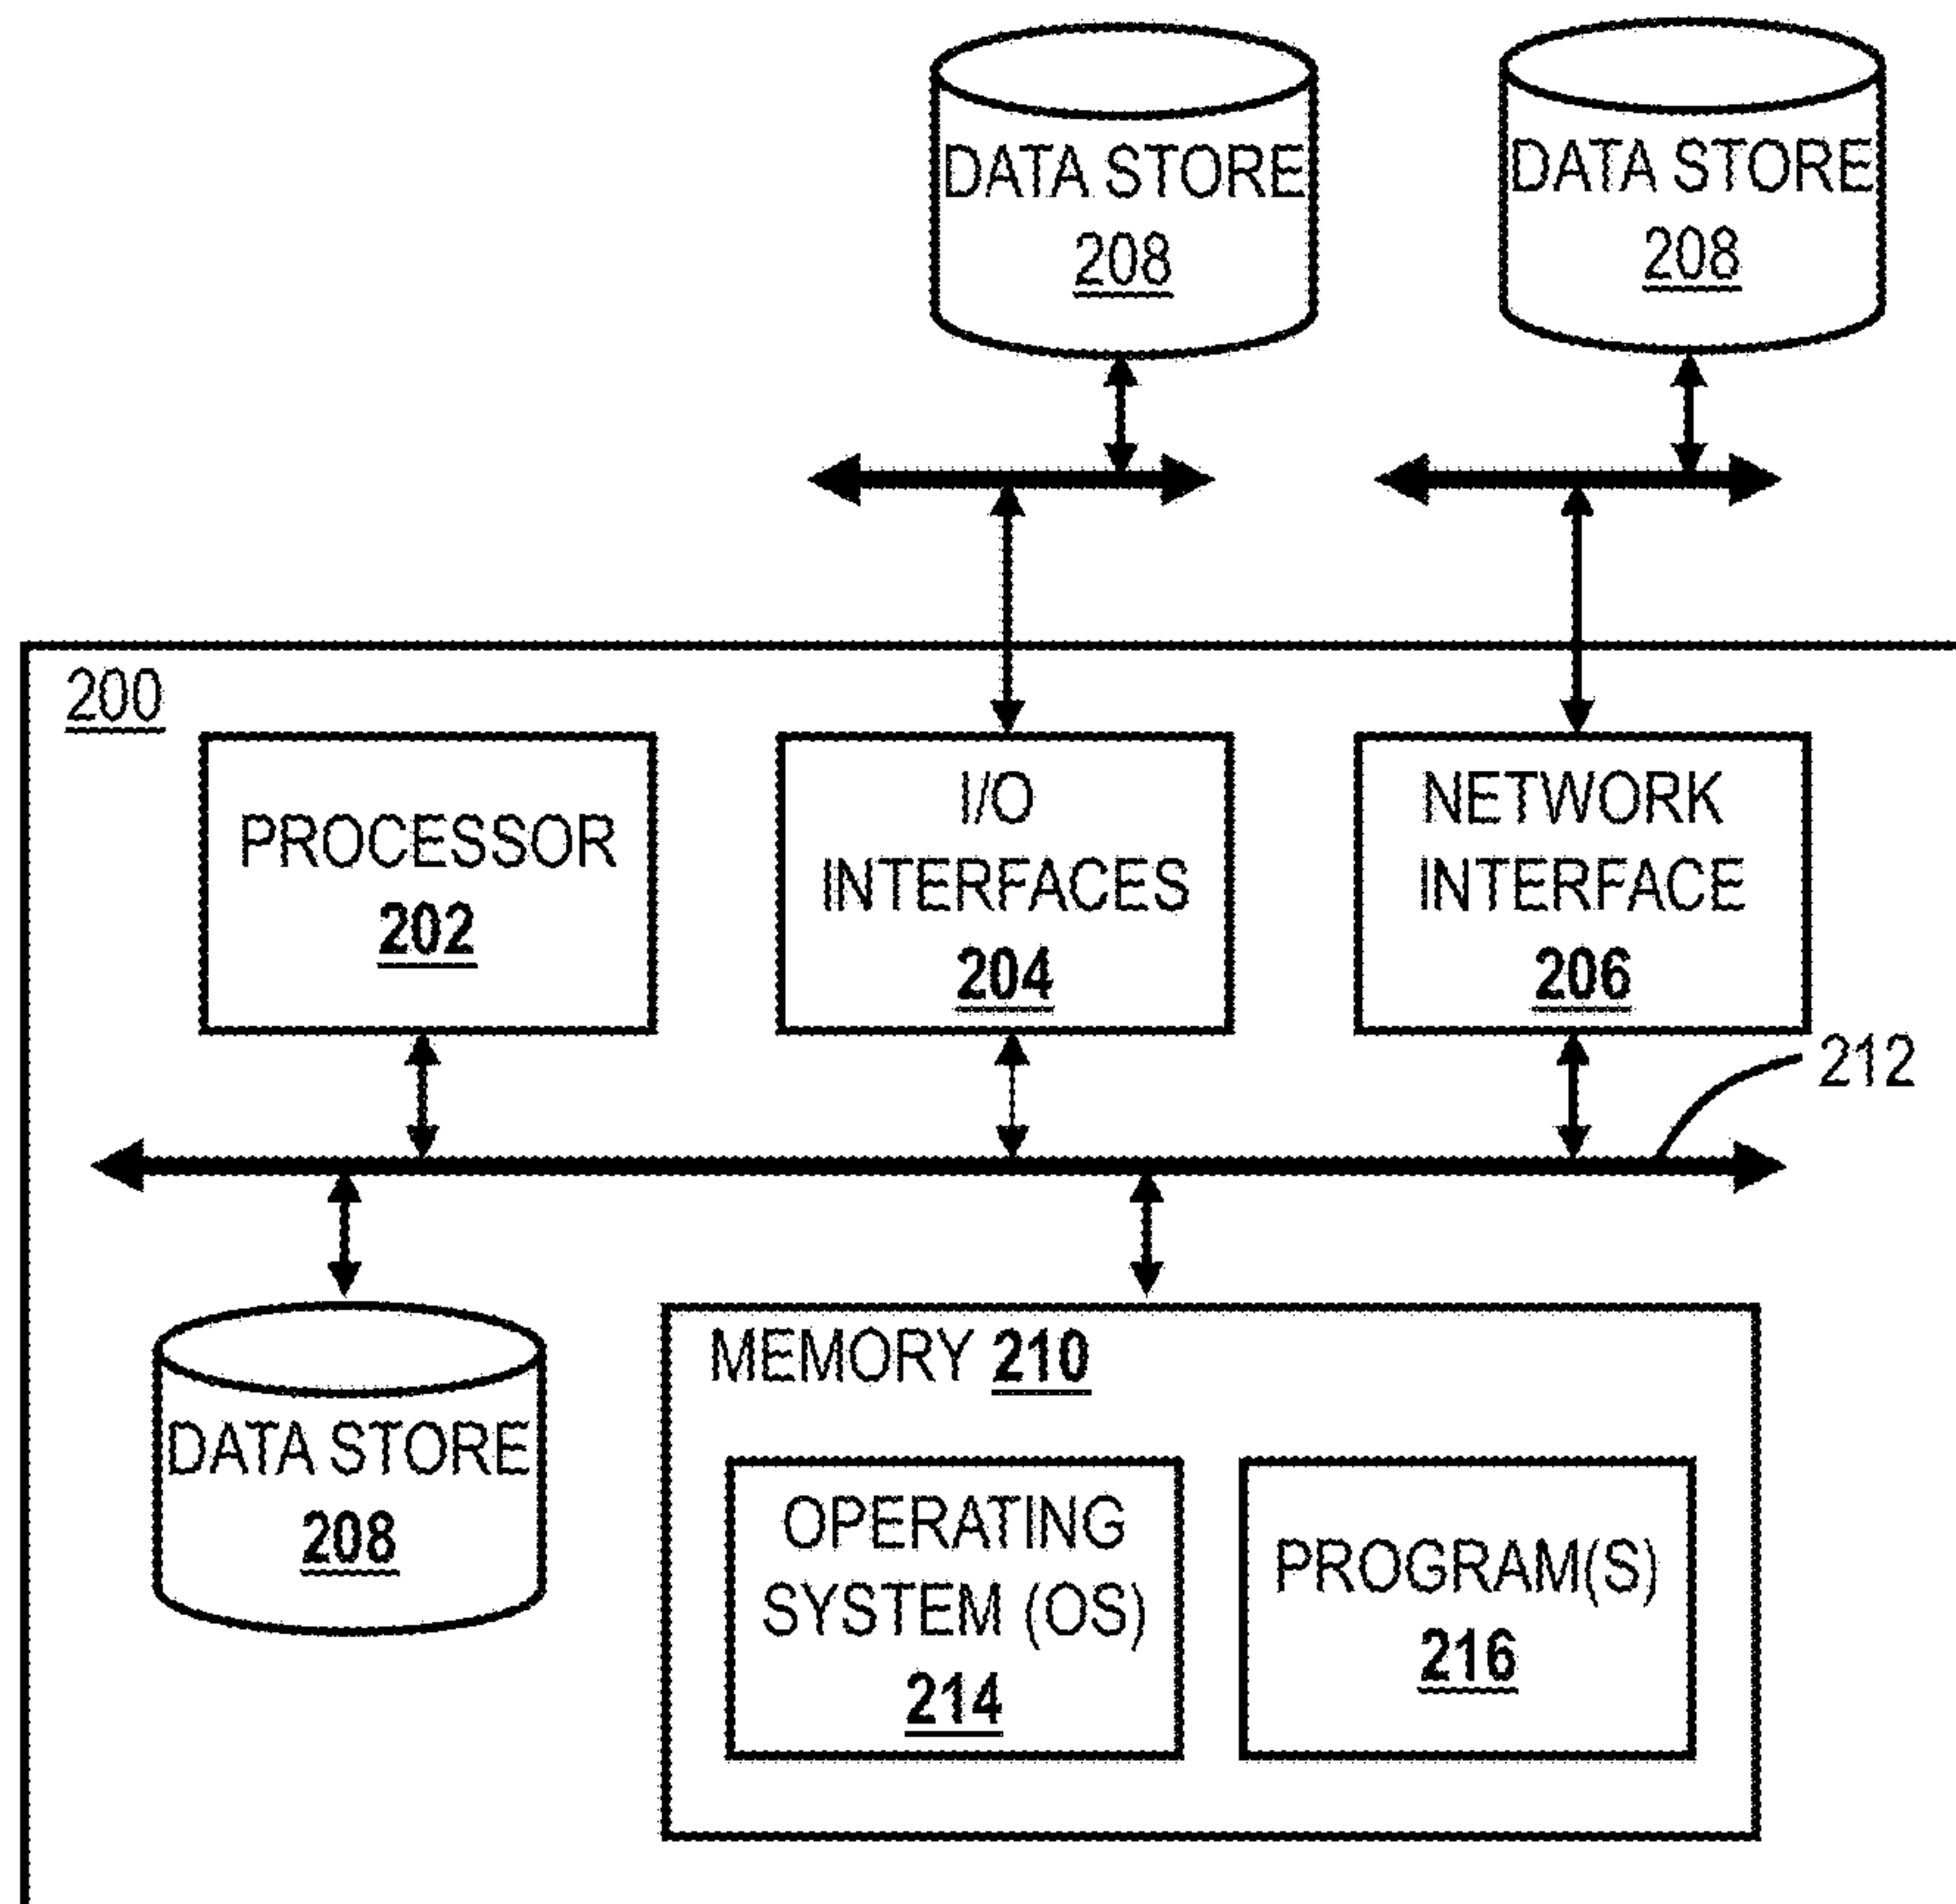 DATA STORE
208
DATA STORE
208
200
PROCESSOR
202
I/O
INTERFACES
204
NETWORK
INTERFACE
206
212
DATA STORE
208
MEMORY 210
OPERATING
SYSTEM (OS)
214
PROGRAM(S)
216